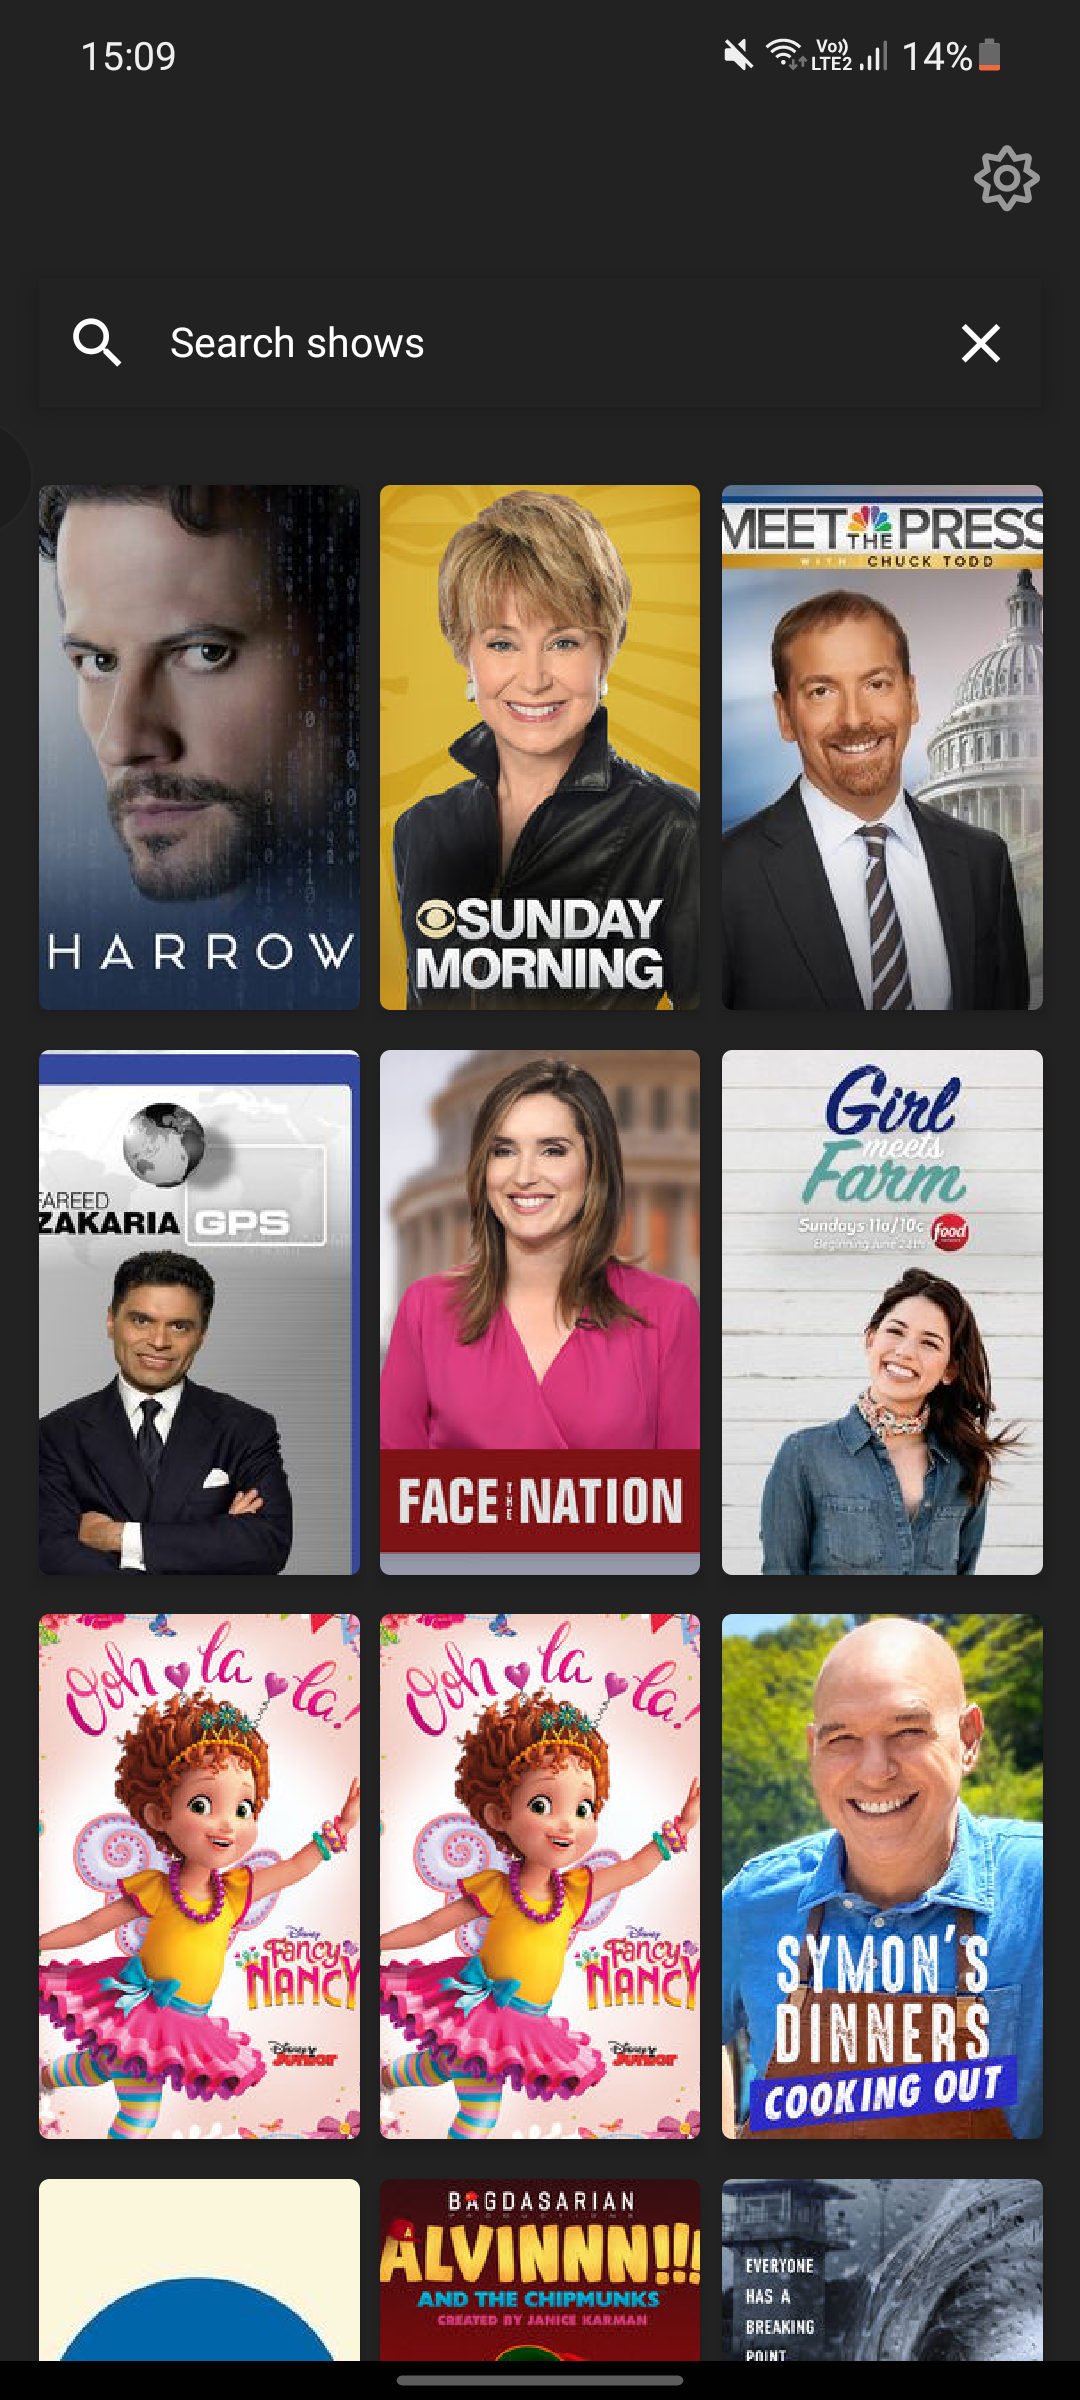 15:09
Vo)) LTE2 14%
Search shows
HARROW
SUNDAY
MORNING
MEET THE PRESS
WITH CHUCK TODD
FAREED
ZAKARIA GPS
FACE THE NATION
Girl
meets
Farm
Sundays 11a/10c food
Beginning June 24th
Ooh la la!
Disney
Fancy
NANCY
Disney Junior
Ooh la la!
Disney
Fancy
NANCY
Disney Junior
SYMON'S
DINNERS
COOKING OUT
BAGDASARIAN
PRODUCTIONS
ALVINNN!!!
AND THE CHIPMUNKS
CREATED BY JANICE KARMAN
EVERYONE
HAS A
BREAKING
POINT